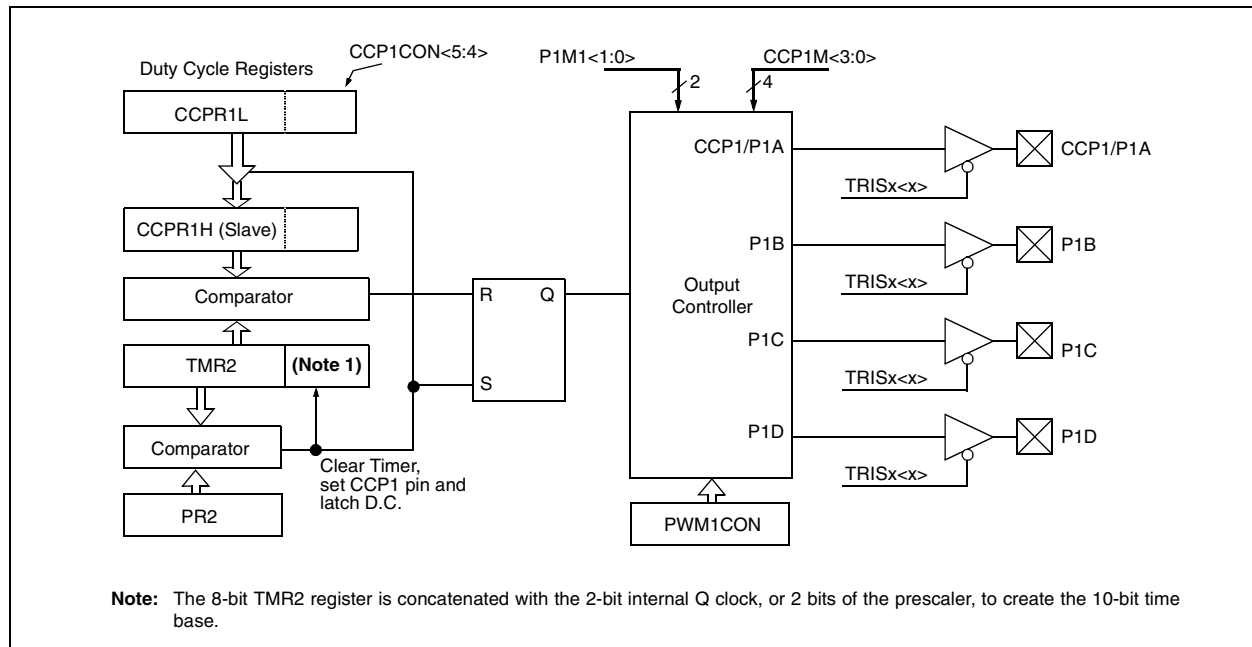 CCP1CON<5:4>
Duty Cycle Registers
CCPR1L
CCPR1H (Slave)
Comparator
TMR2
(Note 1)
Comparator
PR2
Clear Timer,
set CCP1 pin and
latch D.C.
R
Q
S
P1M1<1:0>
2
CCP1M<3:0>
4
CCP1/P1A
P1B
Output
Controller
P1C
P1D
PWM1CON
TRISx<x>
CCP1/P1A
TRISx<x>
P1B
TRISx<x>
P1C
TRISx<x>
P1D
Note: The 8-bit TMR2 register is concatenated with the 2-bit internal Q clock, or 2 bits of the prescaler, to create the 10-bit time
base.